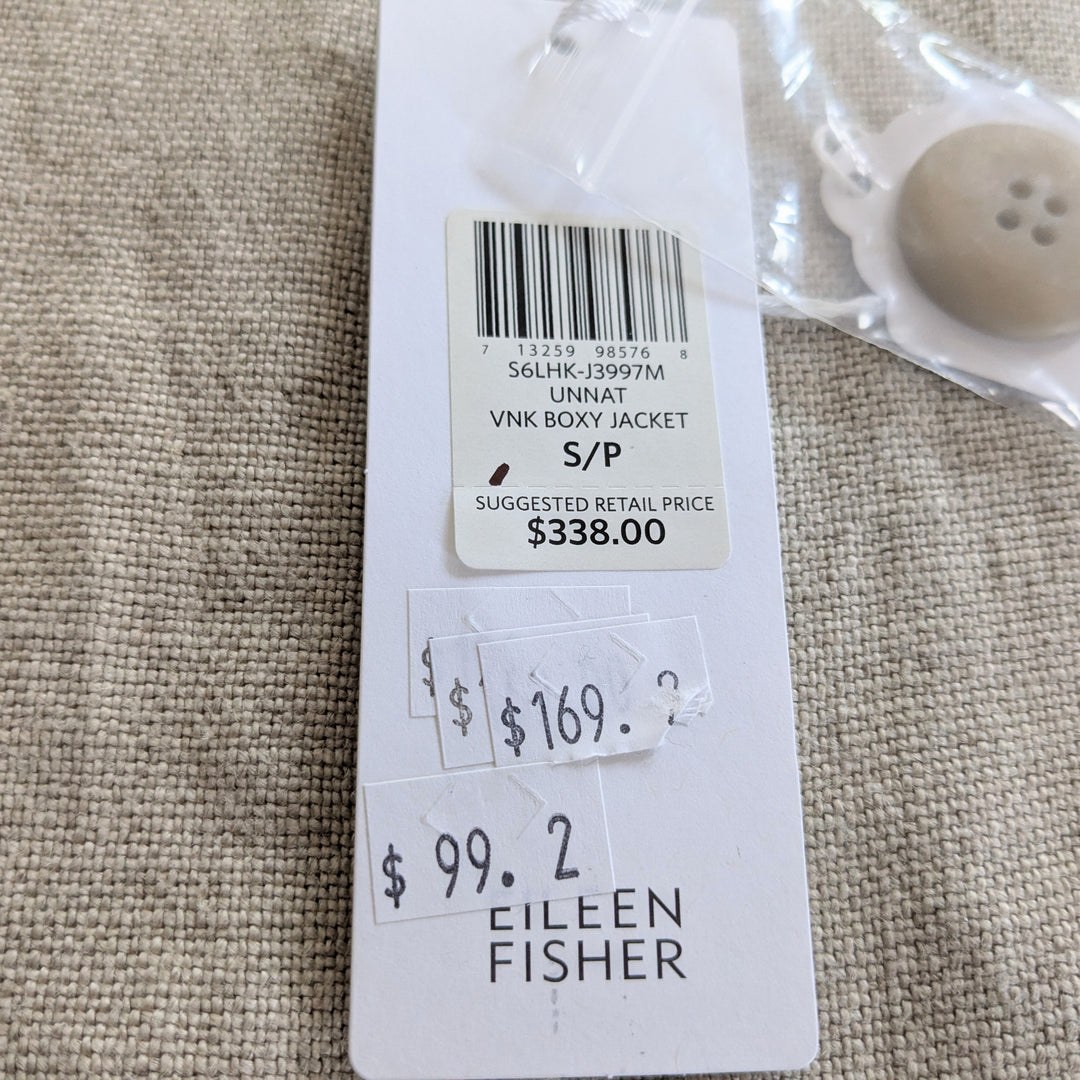 7 13259 98576 8
S6LHK-J3997M
UNNAT
VNK BOXY JACKET
S/P
SUGGESTED RETAIL PRICE
$338.00
$
$
$169.
$ 99. 2
EILEEN
FISHER